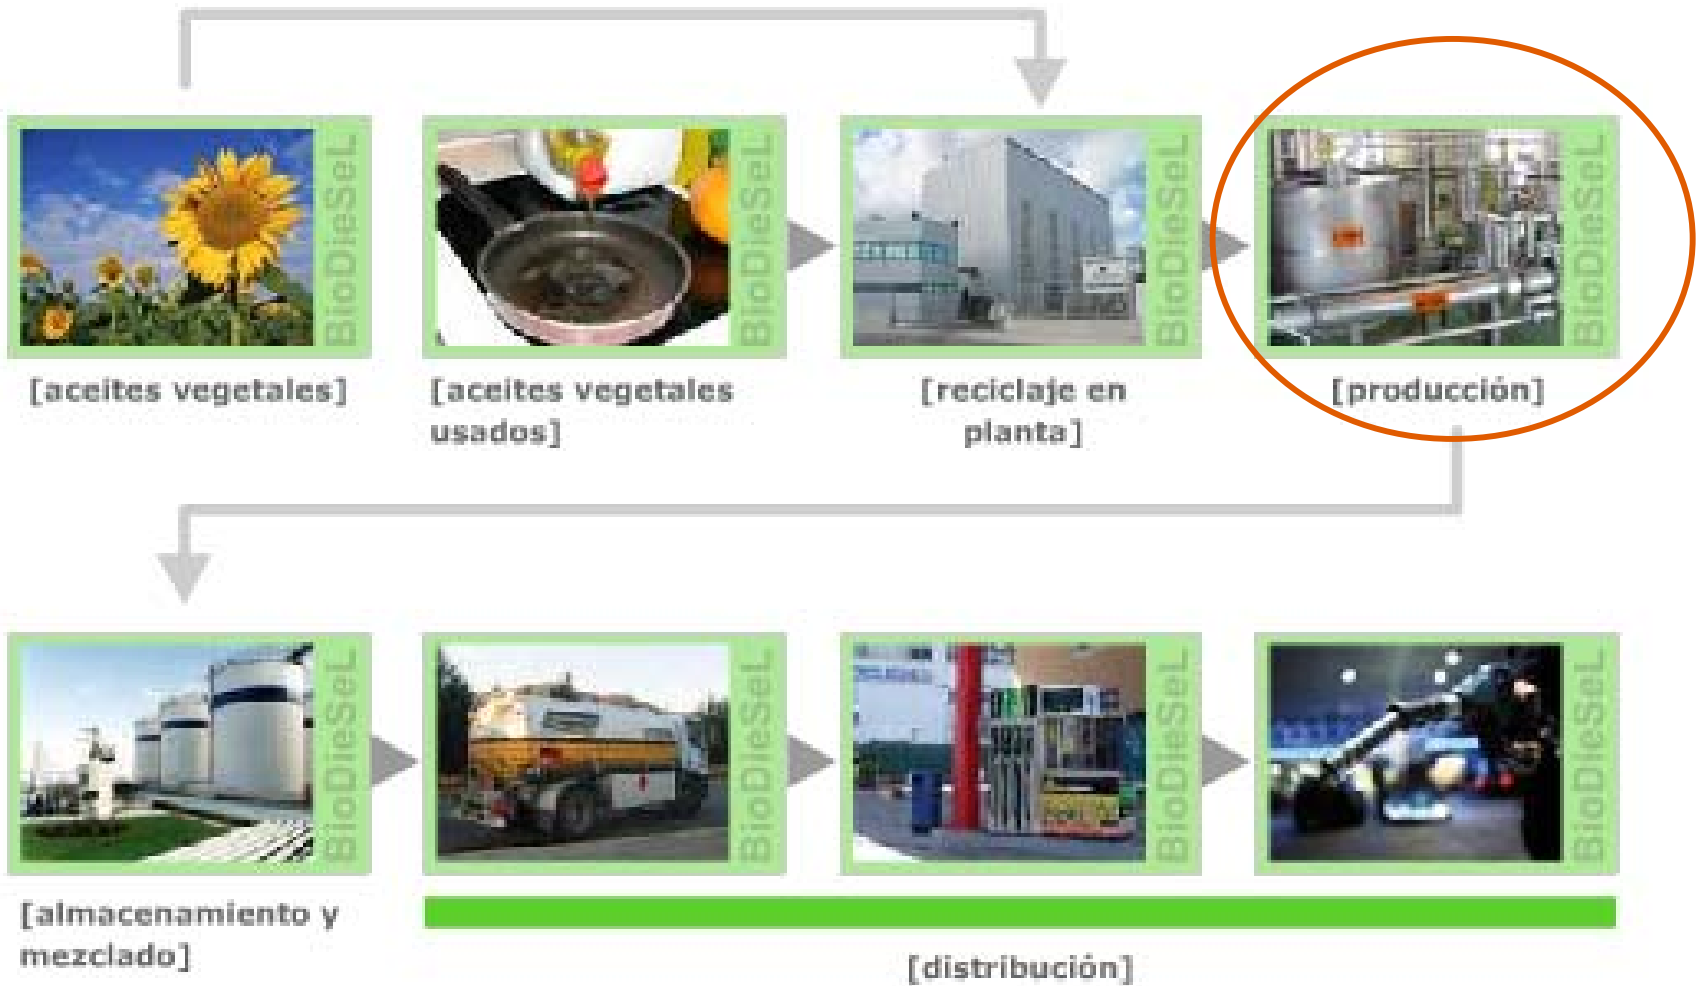 BioDieSeL
BioDieSeL
BioDieSeL
BioDieSeL
[aceites vegetales]
[aceites vegetales
usados]
[reciclaje en
planta]
[producción]
BioDieSeL
BioDieSeL
BioDieSeL
BioDieSeL
[almacenamiento y
mezclado]
[distribución]